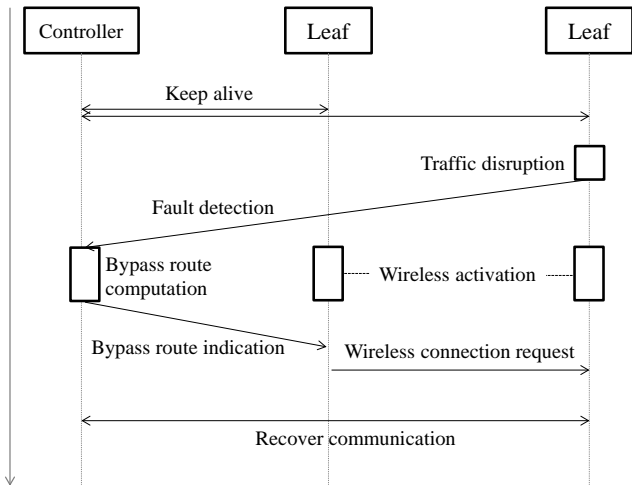 Controller
Leaf
Leaf
Keep alive
Traffic disruption
Fault detection
Bypass route
computation
Wireless activation
Bypass route indication
Wireless connection request
Recover communication